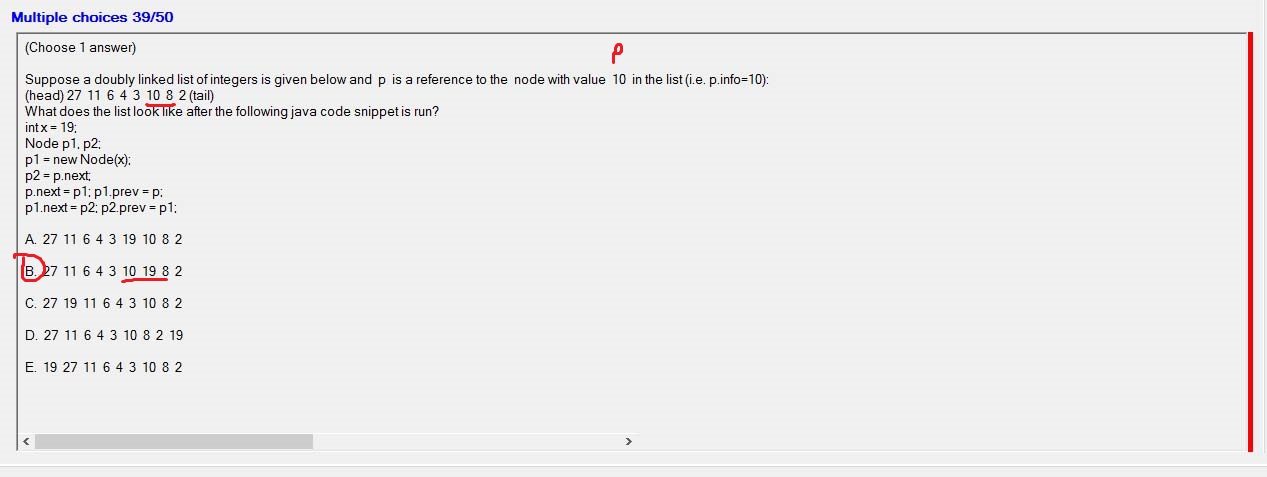 Multiple choices 39/50
(Choose 1 answer)
p
Suppose a doubly linked list of integers is given below and p is a reference to the node with value 10 in the list (i.e. p.info=10):
(head) 27 11 6 4 3 10 8 2 (tail)
What does the list look like after the following java code snippet is run?
int x = 19;
Node p1, p2;
p1 = new Node(x);
p2 = p.next;
p.next = p1; p1.prev = p;
p1.next = p2; p2.prev = p1;
A. 27 11 6 4 3 19 10 8 2
B. 27 11 6 4 3 10 19 8 2
C. 27 19 11 6 4 3 10 8 2
D. 27 11 6 4 3 10 8 2 19
E. 19 27 11 6 4 3 10 8 2